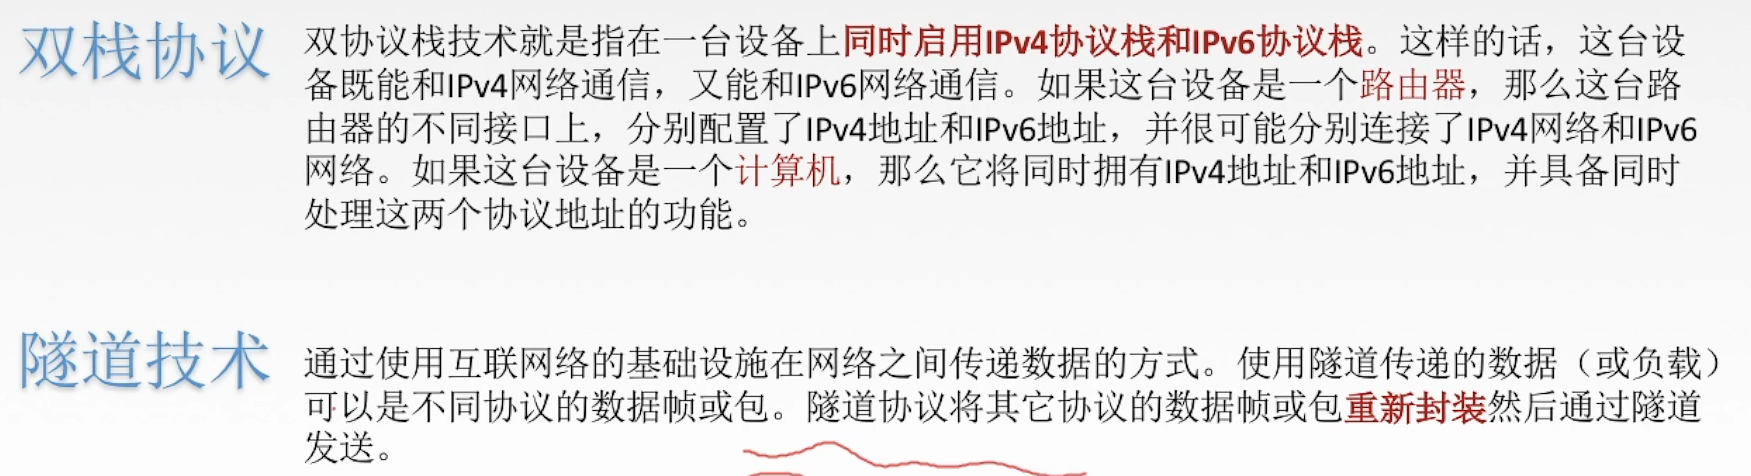 双栈协议
双协议栈技术就是指在一台设备上同时启用IPv4协议栈和IPv6协议栈。这样的话，这台设
备既能和IPv4网络通信，又能和IPv6网络通信。如果这台设备是一个路由器，那么这台路
由器的不同接口上，分别配置了IPv4地址和IPv6地址，并很可能分别连接了IPv4网络和IPv6
网络。如果这台设备是一个计算机，那么它将同时拥有IPv4地址和IPv6地址，并具备同时
处理这两个协议地址的功能。
隧道技术
通过使用互联网络的基础设施在网络之间传递数据的方式。使用隧道传递的数据（或负载）
可以是不同协议的数据帧或包。隧道协议将其它协议的数据帧或包重新封装然后通过隧道
发送。